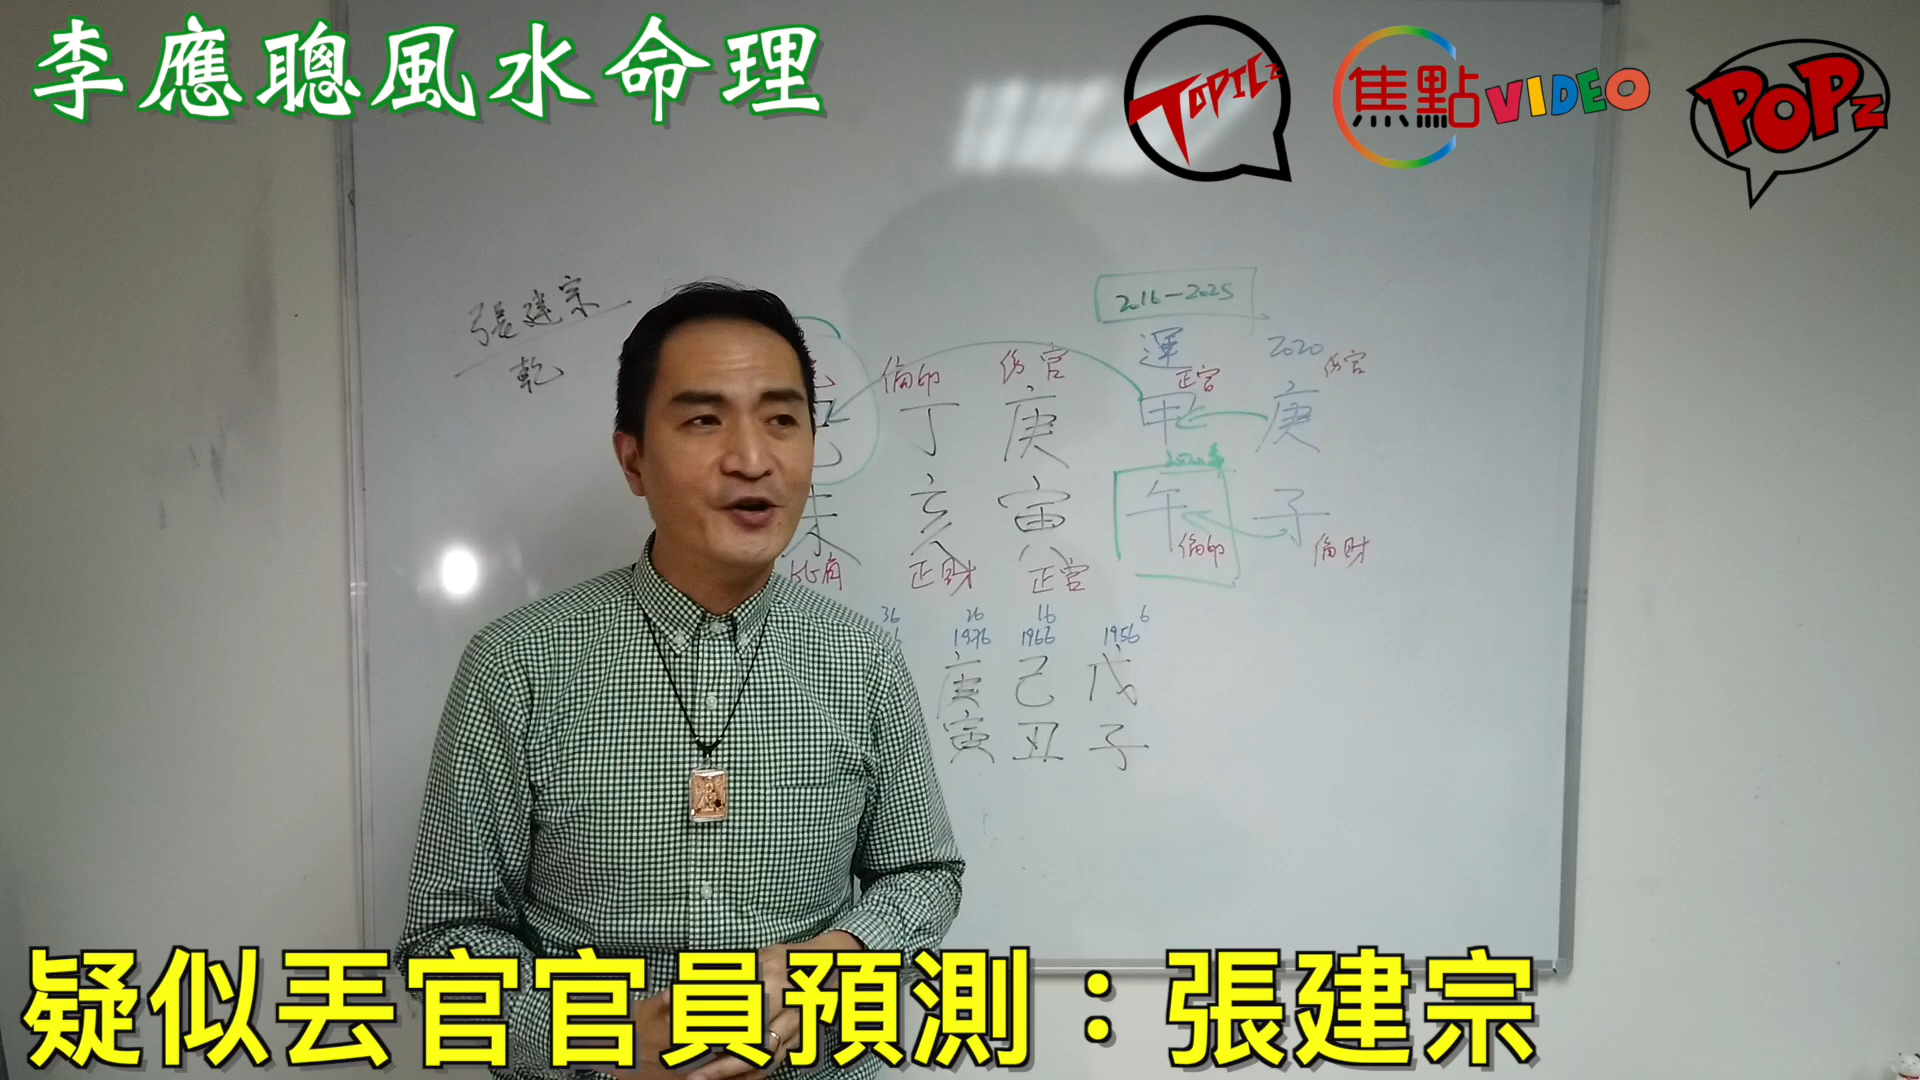 李應聰風水命理
TOPICz
焦點VIDEO
POPz
2016-2025
張建宗
乾
運 2020
偏印 伤官 正官 伤官
丁 庚 甲 庚
未 亥 寅 午 子
正財 正官 偏印 偏財
36 26 16 6
1976 1966 1956
庚 己 戊
寅 丑 子
疑似丟官官員預測：張建宗